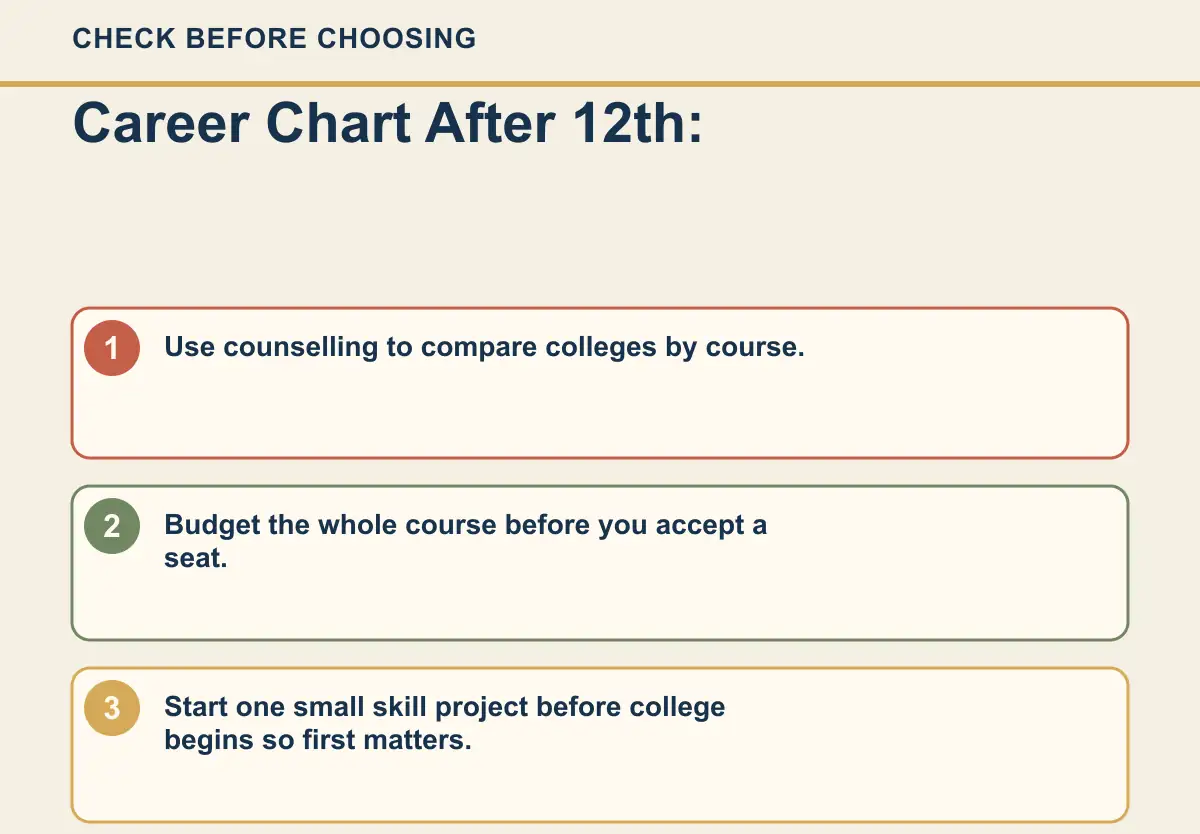 CHECK BEFORE CHOOSING
Career Chart After 12th:
1
Use counselling to compare colleges by course.
2
Budget the whole course before you accept a
seat.
3
Start one small skill project before college
begins so first matters.